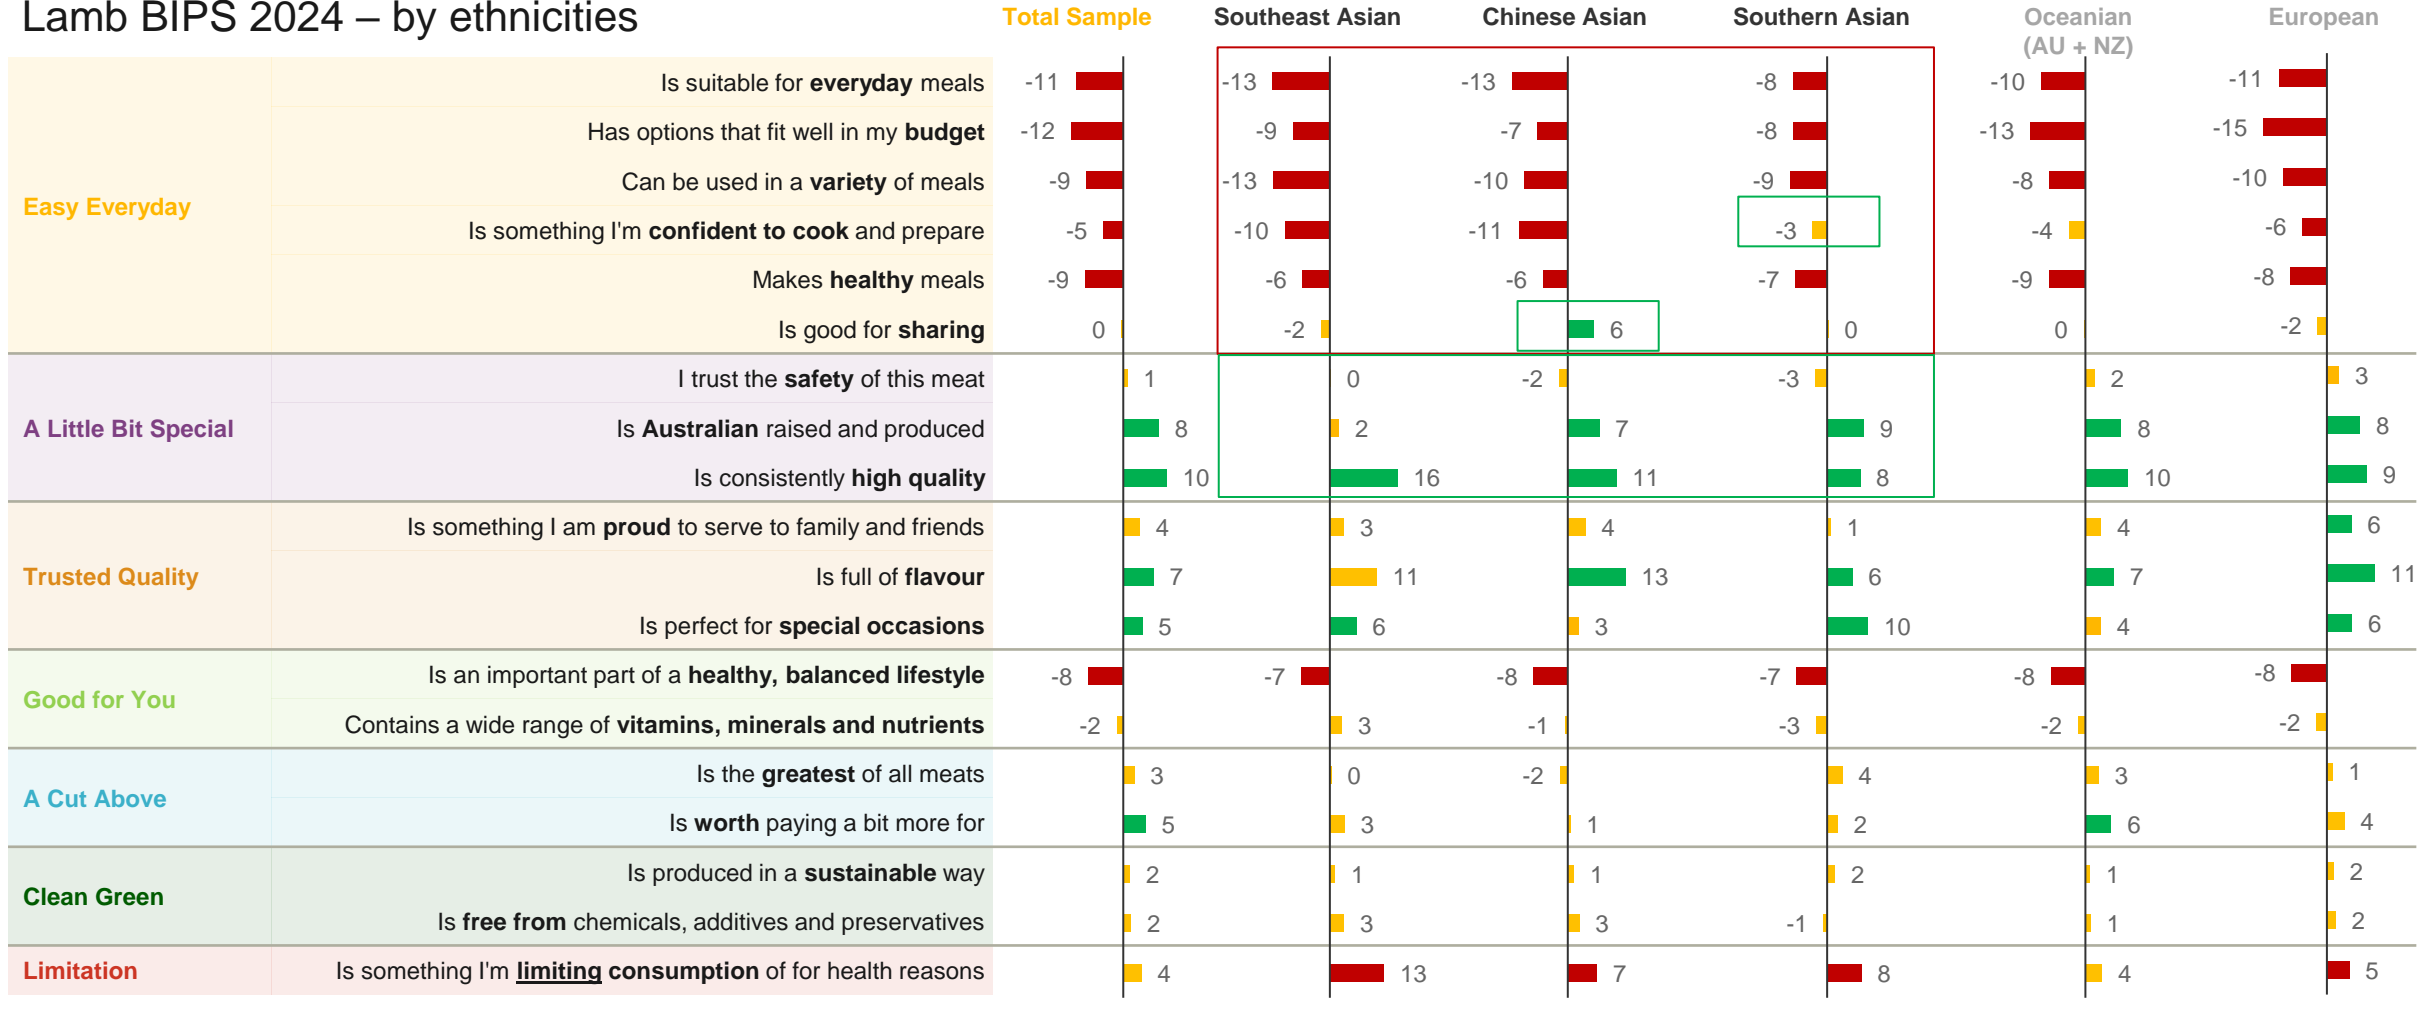 Lamb BIPS 2024 – by ethnicities
Total Sample Southeast Asian Chinese Asian Southern Asian Oceanian (AU + NZ) European
Easy Everyday
Is suitable for everyday meals -11 -13 -13 -8 -10 -11
Has options that fit well in my budget -12 -9 -7 -8 -13 -15
Can be used in a variety of meals -9 -13 -10 -9 -8 -10
Is something I'm confident to cook and prepare -5 -10 -11 -3 -4 -6
Makes healthy meals -9 -6 -6 -7 -9 -8
Is good for sharing 0 -2 6 0 0 -2
A Little Bit Special
I trust the safety of this meat 1 0 -2 -3 2 3
Is Australian raised and produced 8 2 7 9 8 8
Is consistently high quality 10 16 11 8 10 9
Trusted Quality
Is something I am proud to serve to family and friends 4 3 4 1 4 6
Is full of flavour 7 11 13 6 7 11
Is perfect for special occasions 5 6 3 10 4 6
Good for You
Is an important part of a healthy, balanced lifestyle -8 -7 -8 -7 -8 -8
Contains a wide range of vitamins, minerals and nutrients -2 3 -1 -3 -2 -2
A Cut Above
Is the greatest of all meats 3 0 -2 4 3 1
Is worth paying a bit more for 5 3 1 2 6 4
Clean Green
Is produced in a sustainable way 2 1 1 2 1 2
Is free from chemicals, additives and preservatives 2 3 3 -1 1 2
Limitation
Is something I'm limiting consumption of for health reasons 4 13 7 8 4 5